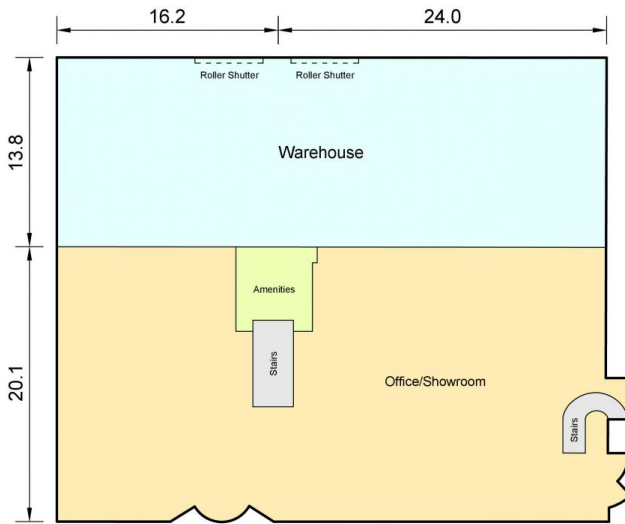 16.2
24.0
Roller Shutter
Roller Shutter
13.8
Warehouse
Amenities
20.1
Stairs
Office/Showroom
Stairs